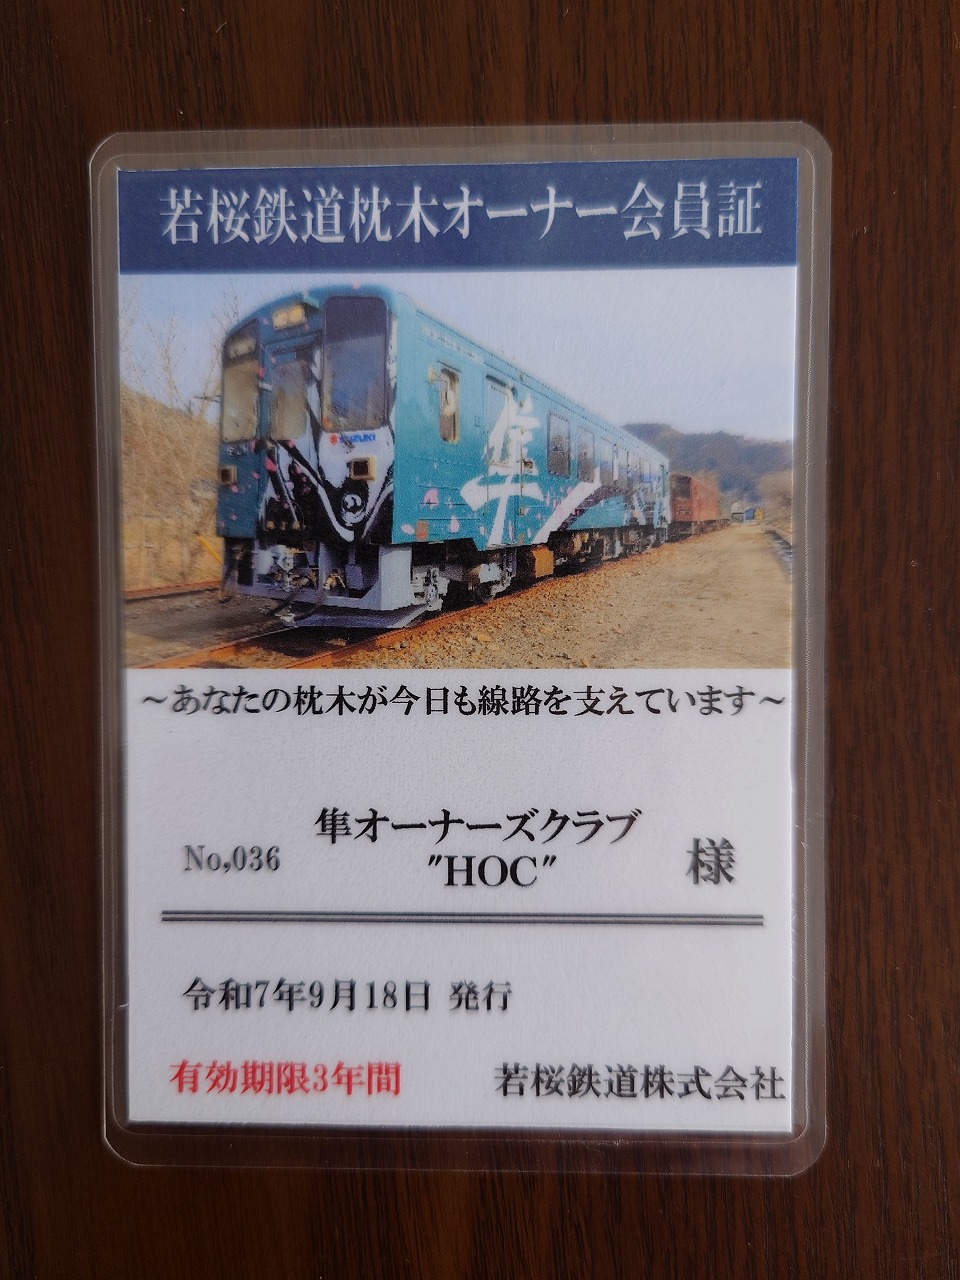 若桜鉄道枕木オーナー会員証
SUZUKI
隼
～あなたの枕木が今日も線路を支えています～
隼オーナーズクラブ
No,036 "HOC" 様
令和7年9月18日 発行
有効期限3年間 若桜鉄道株式会社